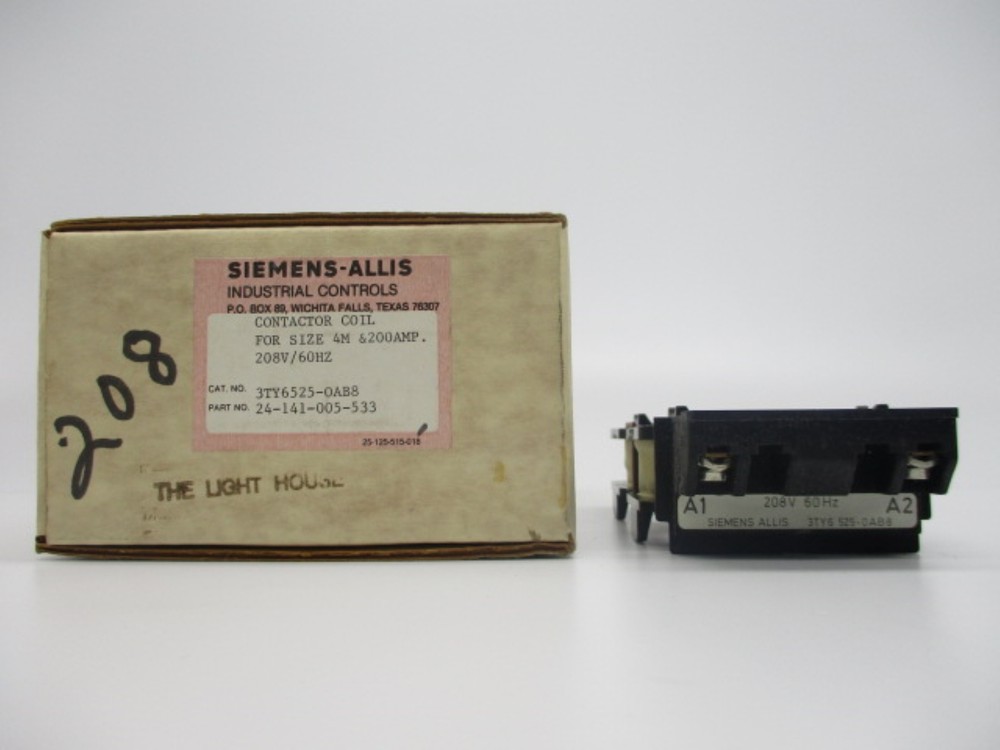 SIEMENS-ALLIS
INDUSTRIAL CONTROLS
P.O. BOX 89, WICHITA FALLS, TEXAS 76307
CONTACTOR COIL
FOR SIZE 4M &200AMP.
208V/60HZ
CAT. NO. 3TY6525-OAB8
PART NO. 24-141-005-533
25-125-515-018
208
THE LIGHT HOUSE
A1 208V 60Hz A2
SIEMENS ALLIS 3TY6 525-0AB8